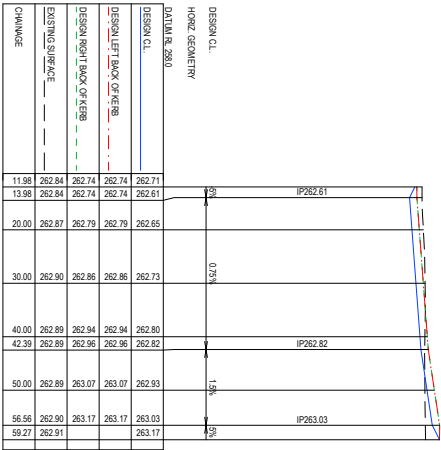 DESIGN C.L.
HORIZ. GEOMETRY
DATUM RL 258.0
5% 0.75% 1.5% 5%
IP262.61 IP262.82 IP263.03
DESIGN C.L. 262.71 262.61 262.65 262.73 262.80 262.82 262.93 263.03 263.17
DESIGN LEFT BACK OF KERB 262.74 262.74 262.79 262.86 262.94 262.96 263.07 263.17
DESIGN RIGHT BACK OF KERB 262.74 262.74 262.79 262.86 262.94 262.96 263.07 263.17
EXISTING SURFACE 262.84 262.84 262.87 262.90 262.89 262.89 262.89 262.90 262.91
CHAINAGE 11.98 13.98 20.00 30.00 40.00 42.39 50.00 56.56 59.27